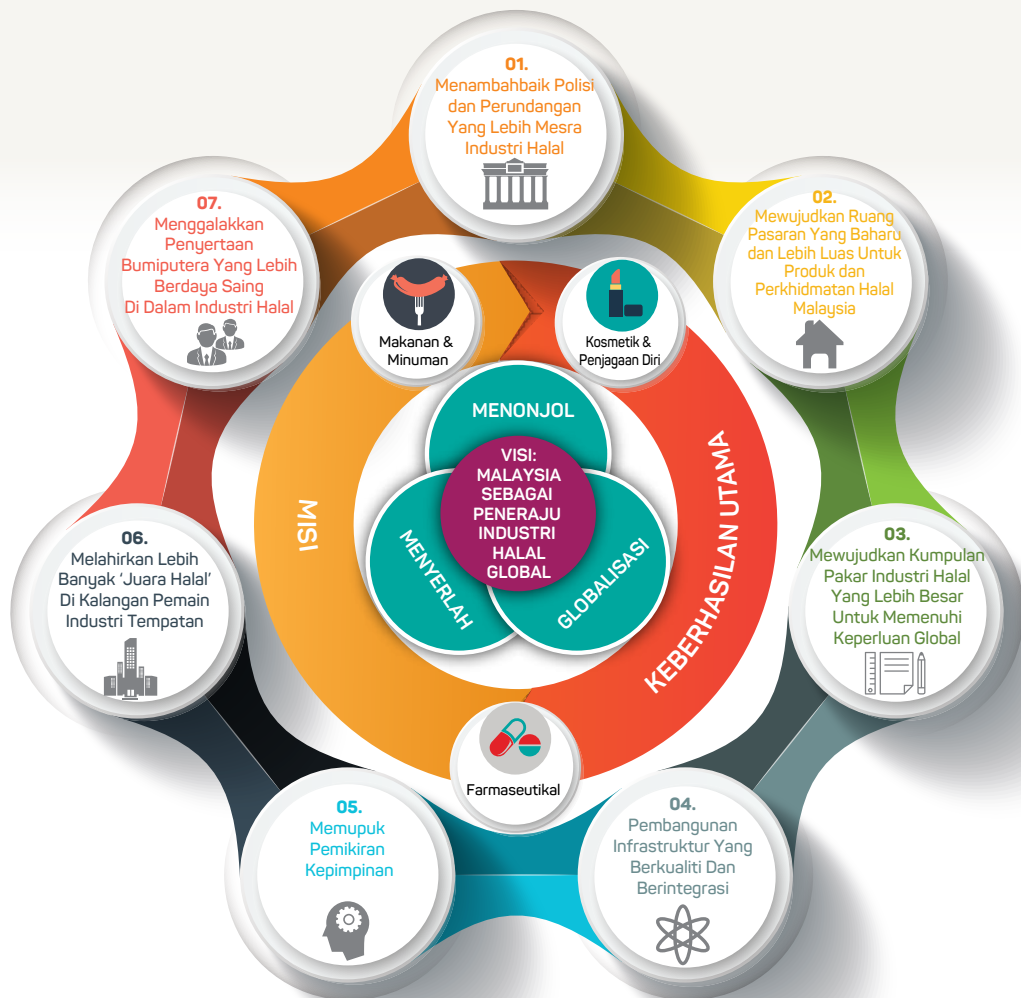 01.
Menambahbaik Polisi
dan Perundangan
Yang Lebih Mesra
Industri Halal
02.
Mewujudkan Ruang
Pasaran Yang Baharu
dan Lebih Luas Untuk
Produk dan
Perkhidmatan Halal
Malaysia
03.
Mewujudkan Kumpulan
Pakar Industri Halal
Yang Lebih Besar
Untuk Memenuhi
Keperluan Global
04.
Pembangunan
Infrastruktur Yang
Berkualiti Dan
Berintegrasi
05.
Memupuk
Pemikiran
Kepimpinan
06.
Melahirkan Lebih
Banyak ‘Juara Halal’
Di Kalangan Pemain
Industri Tempatan
07.
Menggalakkan
Penyertaan
Bumiputera Yang Lebih
Berdaya Saing
Di Dalam Industri Halal
Makanan &
Minuman
Kosmetik &
Penjagaan Diri
Farmaseutikal
MISI
KEBERHASILAN UTAMA
MENONJOL
MENYERLAH
GLOBALISASI
VISI:
MALAYSIA
SEBAGAI
PENERAJU
INDUSTRI
HALAL
GLOBAL